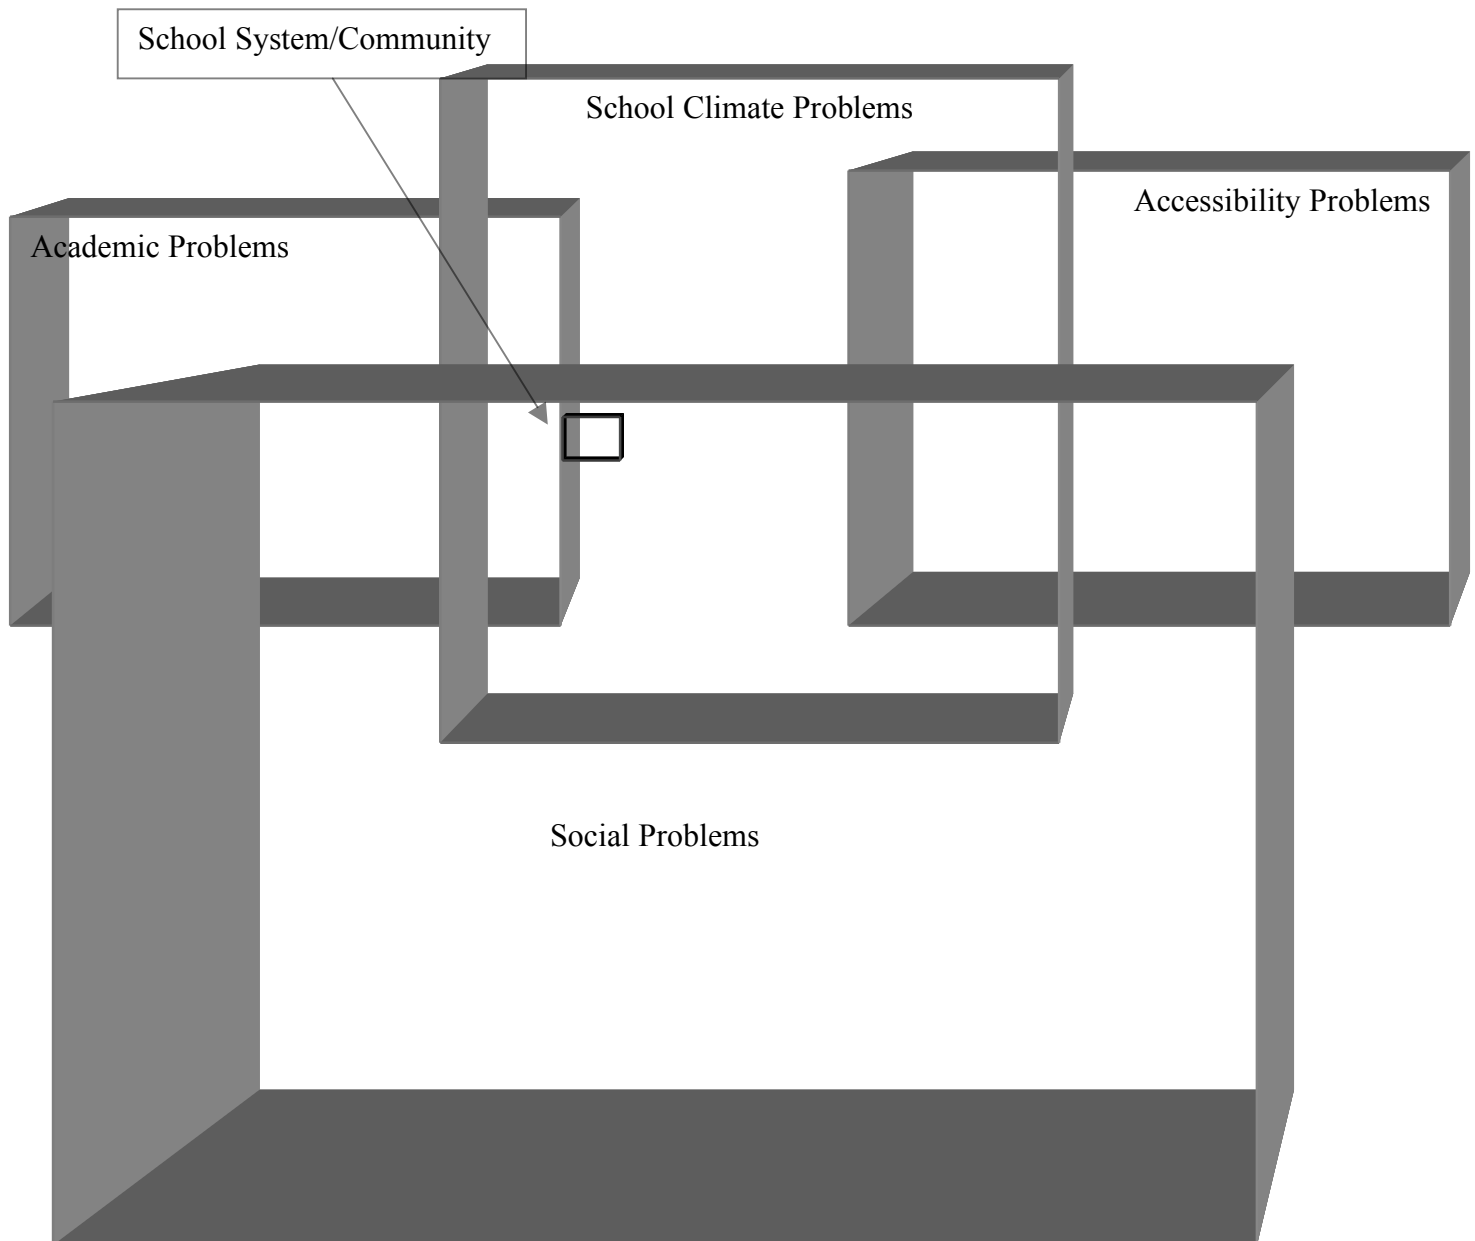 School System/Community
School Climate Problems
Accessibility Problems
Academic Problems
Social Problems